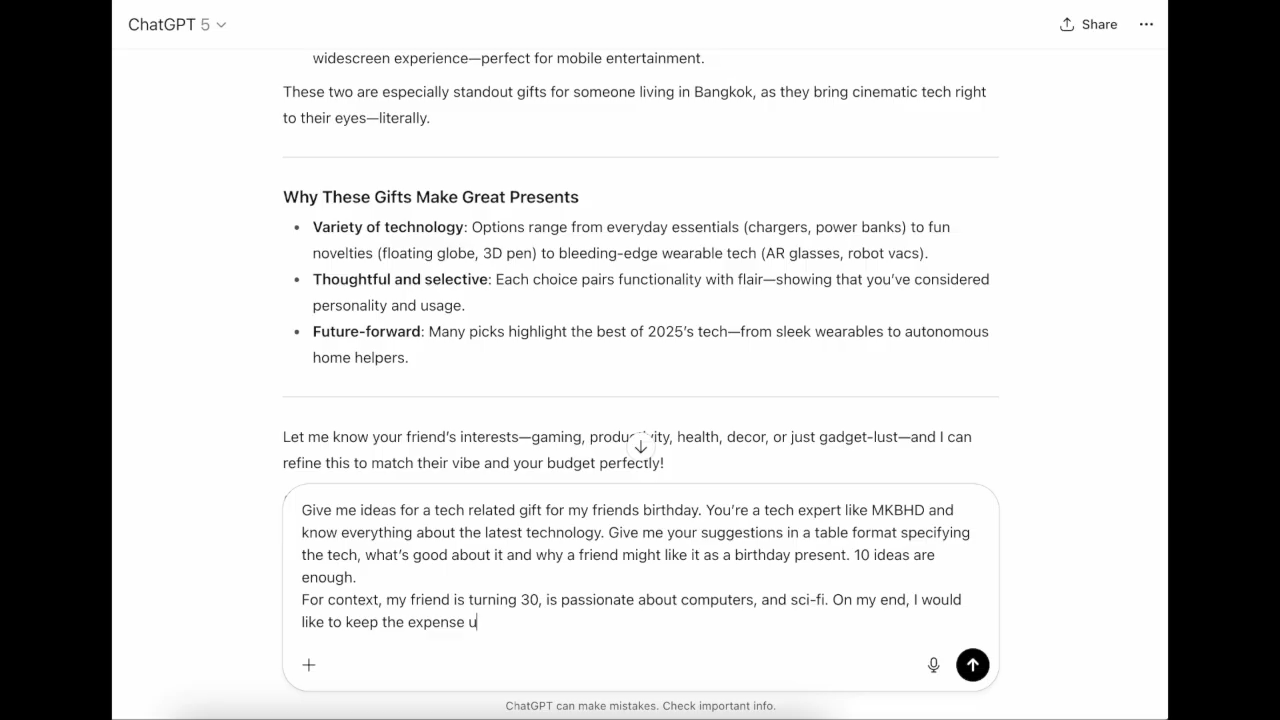 ChatGPT 5
Share
widescreen experience—perfect for mobile entertainment.
These two are especially standout gifts for someone living in Bangkok, as they bring cinematic tech right
to their eyes—literally.
Why These Gifts Make Great Presents
• Variety of technology: Options range from everyday essentials (chargers, power banks) to fun
novelties (floating globe, 3D pen) to bleeding-edge wearable tech (AR glasses, robot vacs).
• Thoughtful and selective: Each choice pairs functionality with flair—showing that you’ve considered
personality and usage.
• Future-forward: Many picks highlight the best of 2025’s tech—from sleek wearables to autonomous
home helpers.
Let me know your friend’s interests—gaming, productivity, health, decor, or just gadget-lust—and I can
refine this to match their vibe and your budget perfectly!
Give me ideas for a tech related gift for my friends birthday. You’re a tech expert like MKBHD and
know everything about the latest technology. Give me your suggestions in a table format specifying
the tech, what’s good about it and why a friend might like it as a birthday present. 10 ideas are
enough.
For context, my friend is turning 30, is passionate about computers, and sci-fi. On my end, I would
like to keep the expense u
ChatGPT can make mistakes. Check important info.